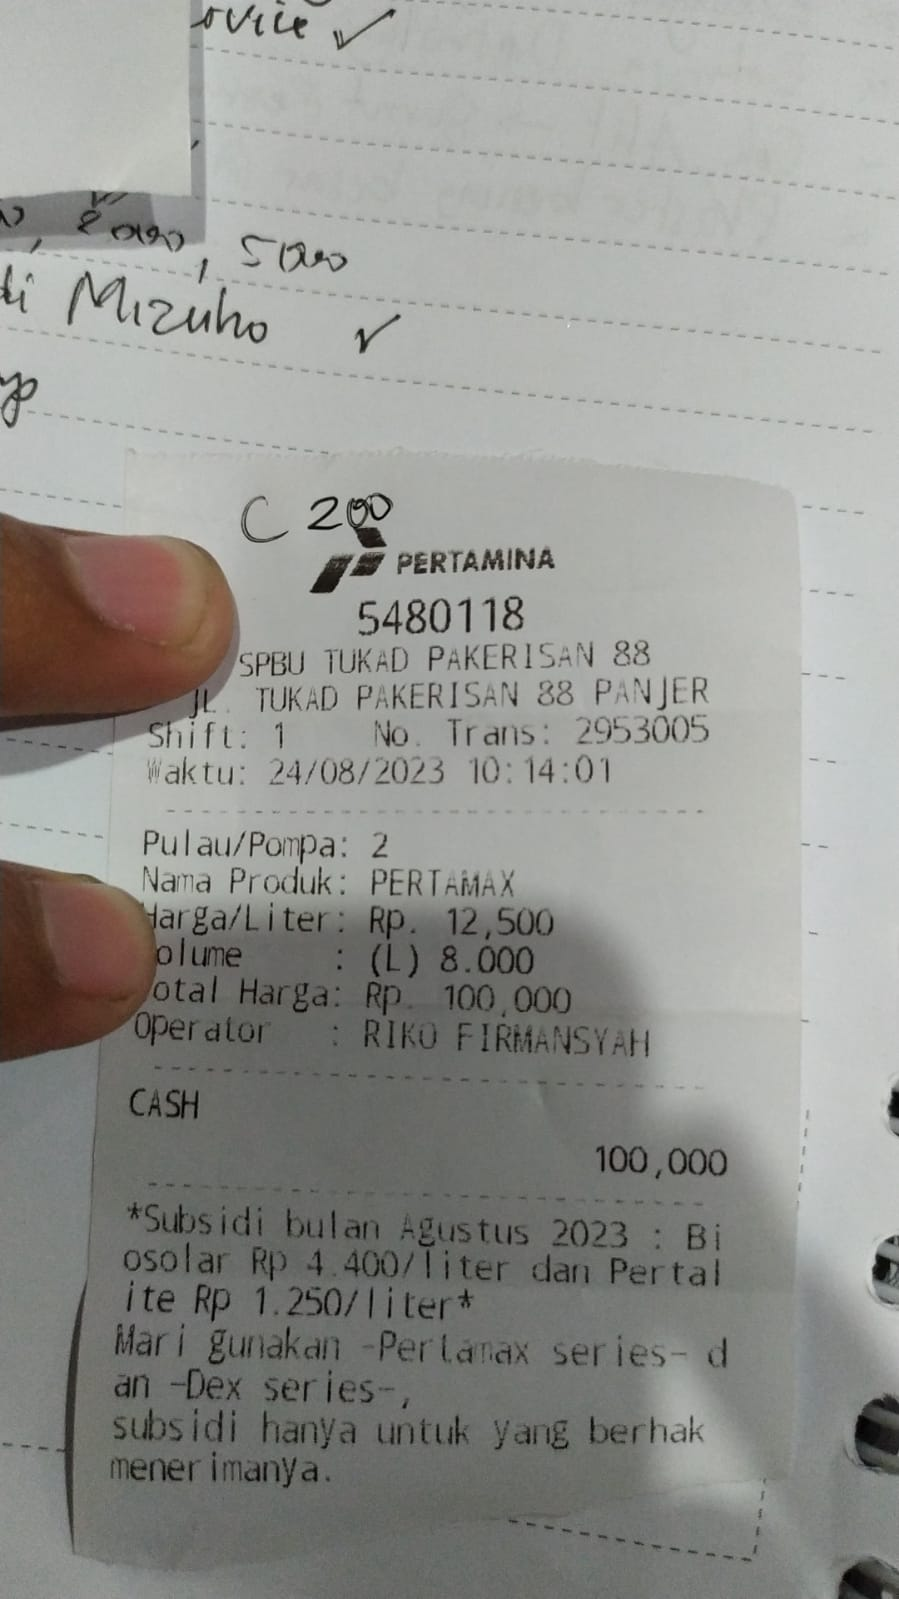 ✓
, 5000
di Mizuho ✓
C 200
PERTAMINA
5480118
SPBU TUKAD PAKERISAN 88
JL. TUKAD PAKERISAN 88 PANJER
Shift: 1 No. Trans: 2953005
Waktu: 24/08/2023 10:14:01
Pulau/Pompa: 2
Nama Produk: PERTAMAX
Harga/Liter: Rp. 12,500
olume : (L) 8.000
otal Harga: Rp. 100,000
Operator : RIKO FIRMANSYAH
CASH
100,000
*Subsidi bulan Agustus 2023 : Bi
osolar Rp 4.400/liter dan Pertal
ite Rp 1.250/liter*
Mari gunakan -Pertamax series- d
an -Dex series-,
subsidi hanya untuk yang berhak
menerimanya.